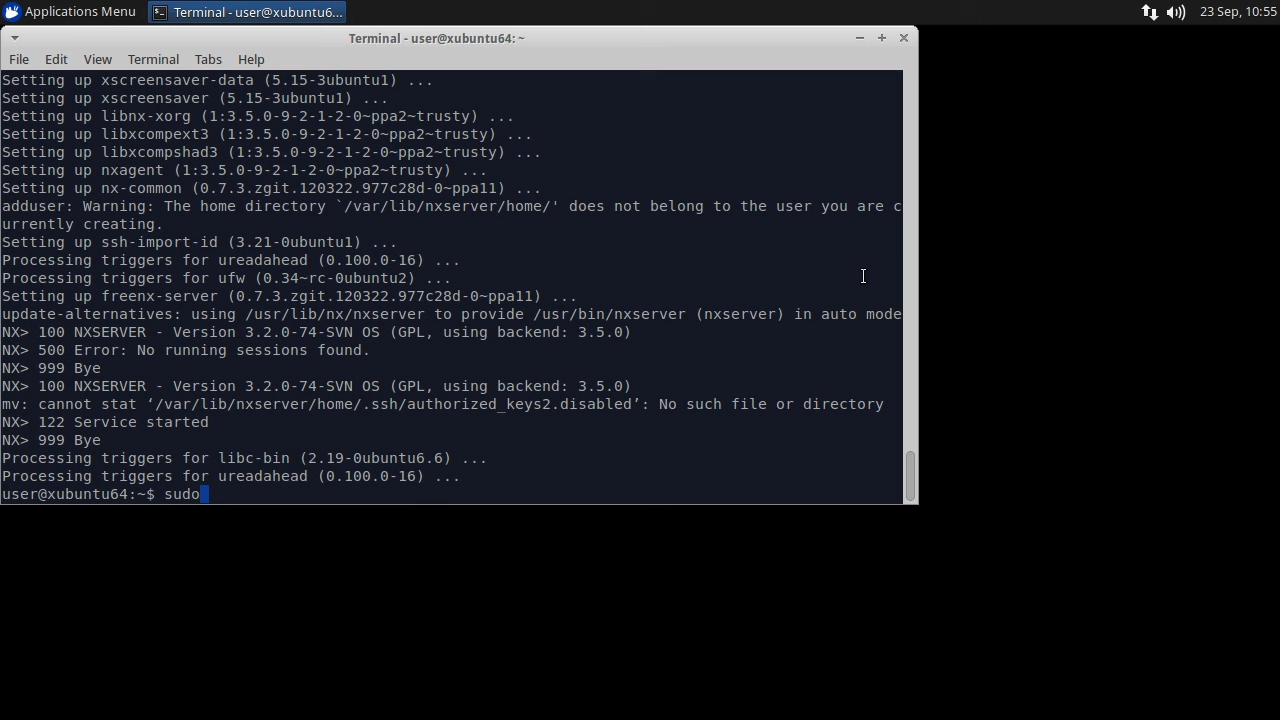 Applications Menu
Terminal - user@xubuntu6...
23 Sep, 10:55
Terminal - user@xubuntu64: ~
File Edit View Terminal Tabs Help
Setting up xscreensaver-data (5.15-3ubuntu1) ...
Setting up xscreensaver (5.15-3ubuntu1) ...
Setting up libnx-xorg (1:3.5.0-9-2-1-2-0~ppa2~trusty) ...
Setting up libxcompext3 (1:3.5.0-9-2-1-2-0~ppa2~trusty) ...
Setting up libxcompshad3 (1:3.5.0-9-2-1-2-0~ppa2~trusty) ...
Setting up nxagent (1:3.5.0-9-2-1-2-0~ppa2~trusty) ...
Setting up nx-common (0.7.3.zgit.120322.977c28d-0~ppa11) ...
adduser: Warning: The home directory `/var/lib/nxserver/home/' does not belong to the user you are c
urrently creating.
Setting up ssh-import-id (3.21-0ubuntu1) ...
Processing triggers for ureadahead (0.100.0-16) ...
Processing triggers for ufw (0.34~rc-0ubuntu2) ...
Setting up freenx-server (0.7.3.zgit.120322.977c28d-0~ppa11) ...
update-alternatives: using /usr/lib/nx/nxserver to provide /usr/bin/nxserver (nxserver) in auto mode
NX> 100 NXSERVER - Version 3.2.0-74-SVN OS (GPL, using backend: 3.5.0)
NX> 500 Error: No running sessions found.
NX> 999 Bye
NX> 100 NXSERVER - Version 3.2.0-74-SVN OS (GPL, using backend: 3.5.0)
mv: cannot stat ‘/var/lib/nxserver/home/.ssh/authorized_keys2.disabled’: No such file or directory
NX> 122 Service started
NX> 999 Bye
Processing triggers for libc-bin (2.19-0ubuntu6.6) ...
Processing triggers for ureadahead (0.100.0-16) ...
user@xubuntu64:~$ sudo